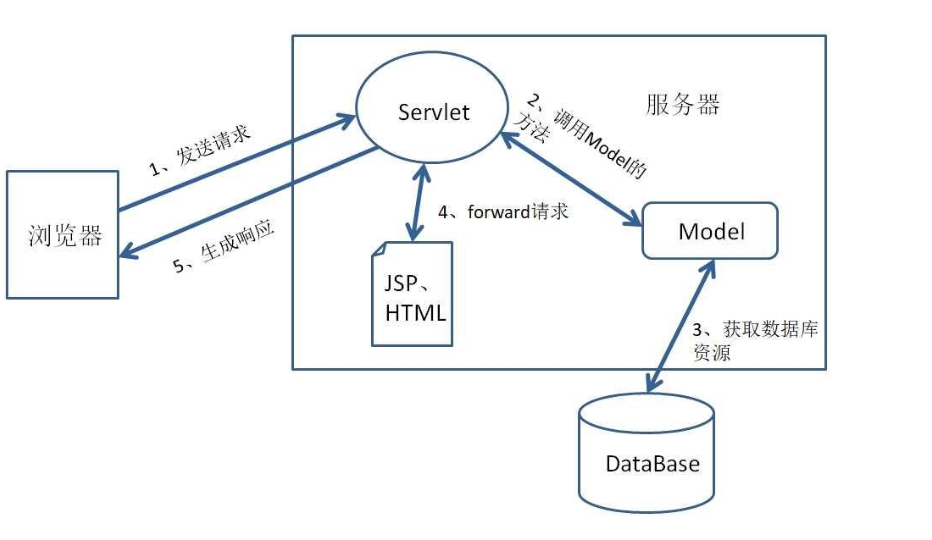 服务器
Servlet
1、发送请求
2、调用Model的
方法
浏览器
4、forward请求
Model
5、生成响应
JSP、
HTML
3、获取数据库
资源
DataBase